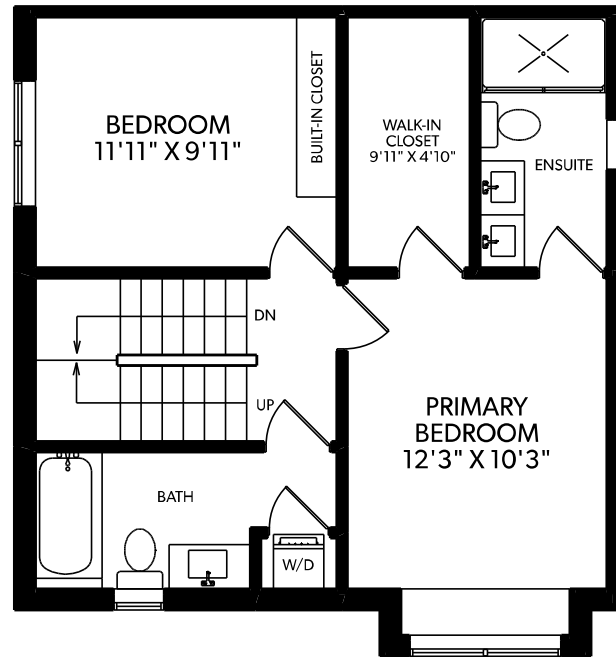 BEDROOM
11'11" X 9'11"
BUILT-IN CLOSET
WALK-IN
CLOSET
9'11" X 4'10"
ENSUITE
DN
UP
PRIMARY
BEDROOM
12'3" X 10'3"
BATH
W/D